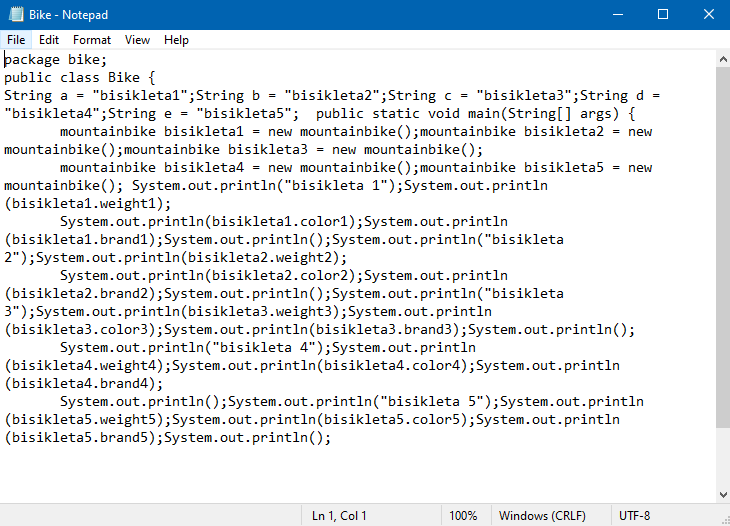 Bike - Notepad
File Edit Format View Help
package bike;
public class Bike {
String a = "bisikleta1";String b = "bisikleta2";String c = "bisikleta3";String d =
"bisikleta4";String e = "bisikleta5";  public static void main(String[] args) {
       mountainbike bisikleta1 = new mountainbike();mountainbike bisikleta2 = new
mountainbike();mountainbike bisikleta3 = new mountainbike();
       mountainbike bisikleta4 = new mountainbike();mountainbike bisikleta5 = new
mountainbike(); System.out.println("bisikleta 1");System.out.println
(bisikleta1.weight1);
       System.out.println(bisikleta1.color1);System.out.println
(bisikleta1.brand1);System.out.println();System.out.println("bisikleta
2");System.out.println(bisikleta2.weight2);
       System.out.println(bisikleta2.color2);System.out.println
(bisikleta2.brand2);System.out.println();System.out.println("bisikleta
3");System.out.println(bisikleta3.weight3);System.out.println
(bisikleta3.color3);System.out.println(bisikleta3.brand3);System.out.println();
       System.out.println("bisikleta 4");System.out.println
(bisikleta4.weight4);System.out.println(bisikleta4.color4);System.out.println
(bisikleta4.brand4);
       System.out.println();System.out.println("bisikleta 5");System.out.println
(bisikleta5.weight5);System.out.println(bisikleta5.color5);System.out.println
(bisikleta5.brand5);System.out.println();
Ln 1, Col 1 100% Windows (CRLF) UTF-8